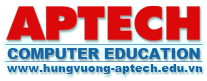 APTECH
COMPUTER EDUCATION
www.hungvuong-aptech.edu.vn